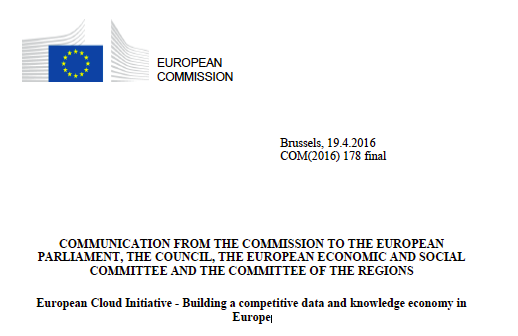 EUROPEAN
COMMISSION
Brussels, 19.4.2016
COM(2016) 178 final
COMMUNICATION FROM THE COMMISSION TO THE EUROPEAN
PARLIAMENT, THE COUNCIL, THE EUROPEAN ECONOMIC AND SOCIAL
COMMITTEE AND THE COMMITTEE OF THE REGIONS
European Cloud Initiative - Building a competitive data and knowledge economy in
Europe